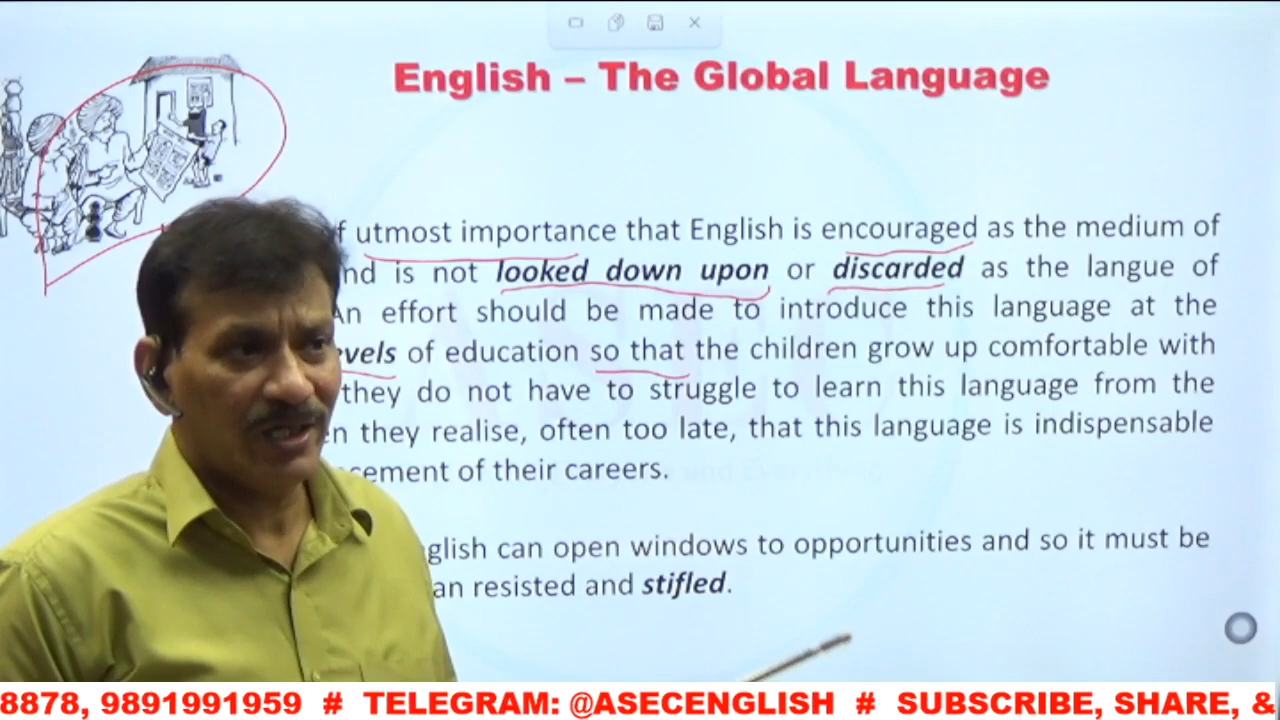 English – The Global Language
f utmost importance that English is encouraged as the medium of
nd is not looked down upon or discarded as the langue of
An effort should be made to introduce this language at the
evels of education so that the children grow up comfortable with
they do not have to struggle to learn this language from the
en they realise, often too late, that this language is indispensable
cement of their careers.
glish can open windows to opportunities and so it must be
an resisted and stifled.
8878, 9891991959 # TELEGRAM: @ASECENGLISH # SUBSCRIBE, SHARE, &